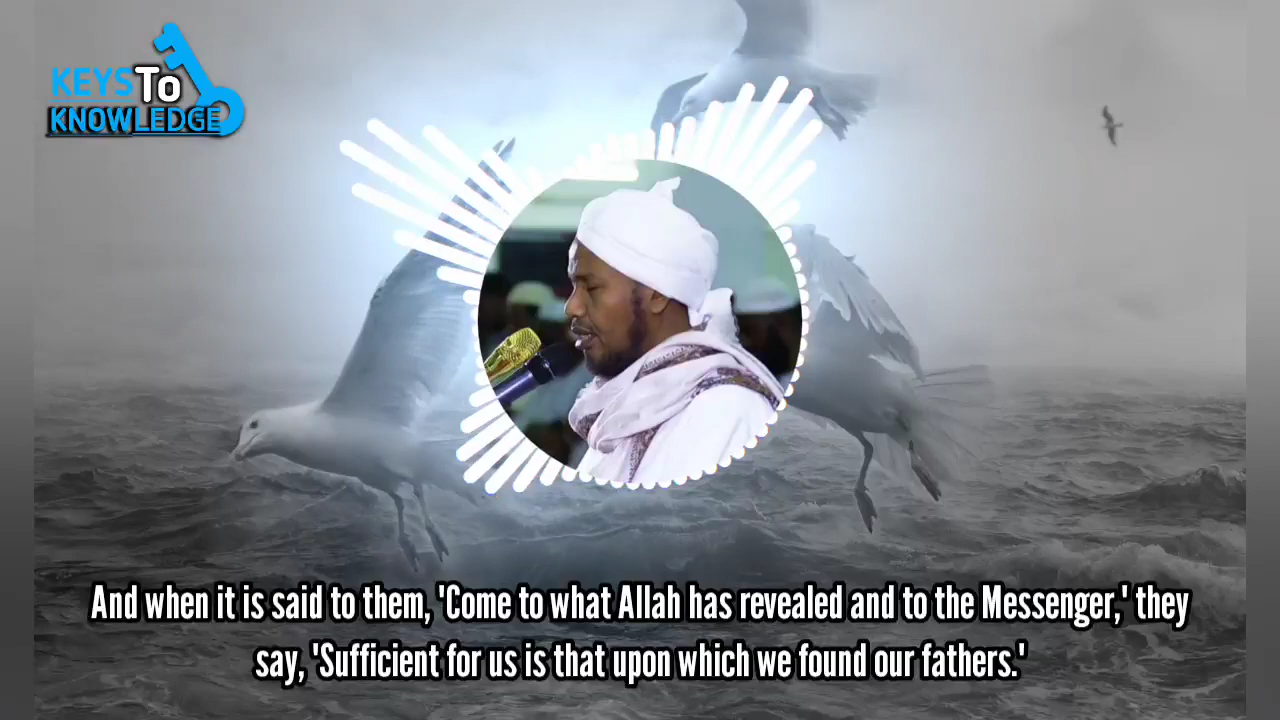 KEYS To
KNOWLEDGE
And when it is said to them, 'Come to what Allah has revealed and to the Messenger,' they
say, 'Sufficient for us is that upon which we found our fathers.'